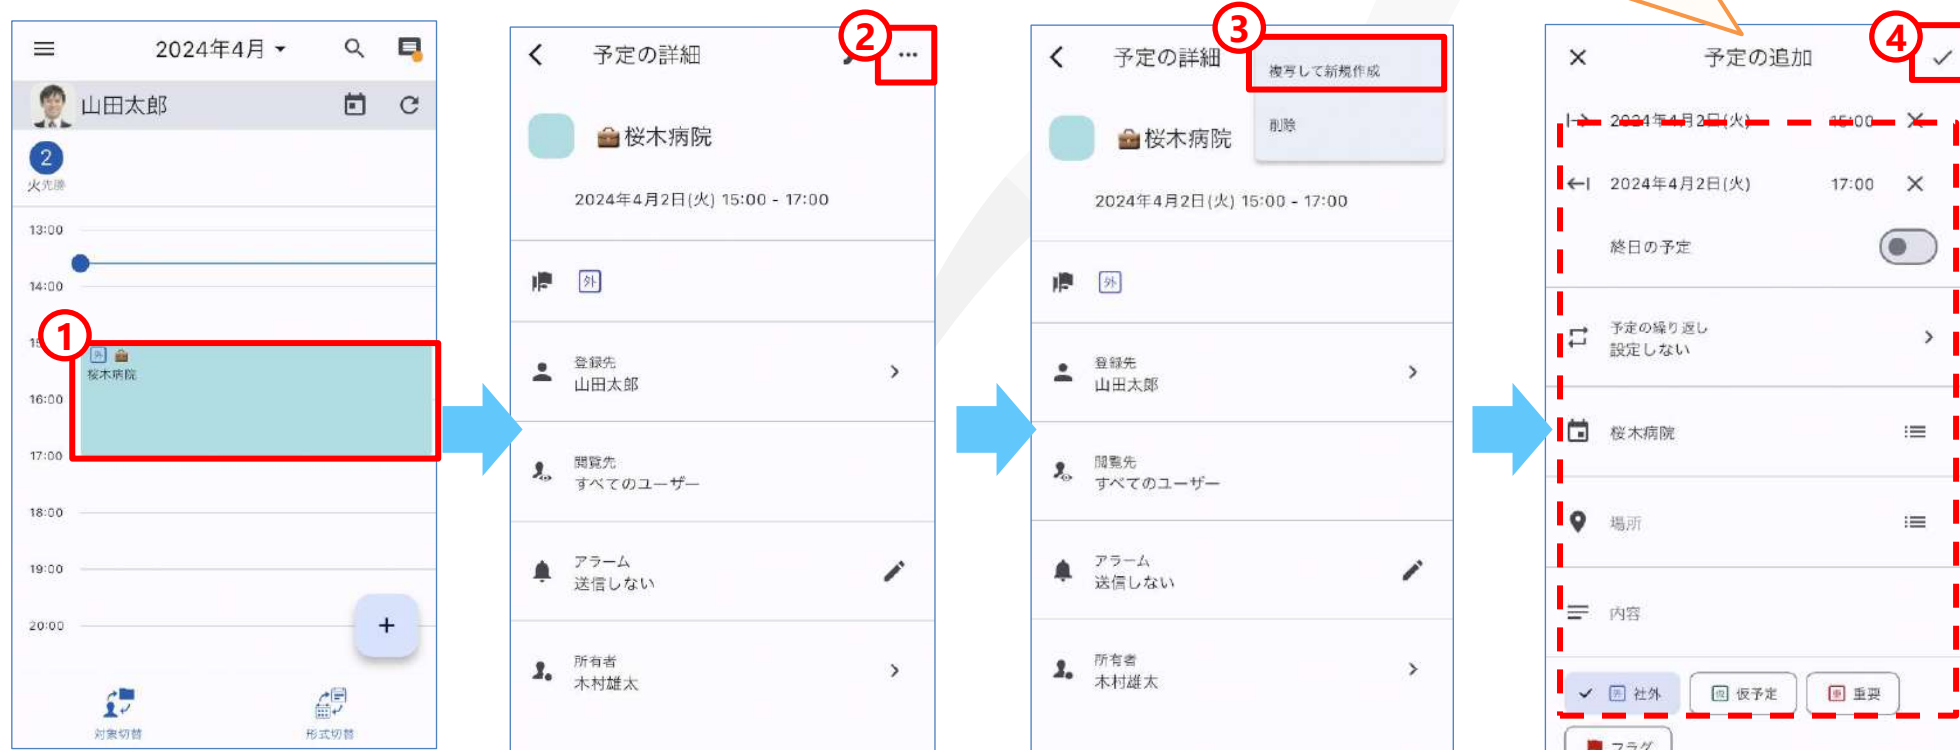 2024年4月
山田太郎
2
火先勝
13:00
14:00
1
15
外
桜木病院
16:00
17:00
18:00
19:00
20:00
+
対象切替
形式切替
2
予定の詳細
桜木病院
2024年4月2日(火) 15:00 - 17:00
外
登録先
山田太郎
閲覧先
すべてのユーザー
アラーム
送信しない
所有者
木村雄太
3
予定の詳細
複写して新規作成
削除
桜木病院
2024年4月2日(火) 15:00 - 17:00
外
登録先
山田太郎
閲覧先
すべてのユーザー
アラーム
送信しない
所有者
木村雄太
4
予定の追加
2024年4月2日(火) 15:00
2024年4月2日(火) 17:00
終日の予定
予定の繰り返し
設定しない
桜木病院
場所
内容
外 社外 仮 仮予定 重 重要
フラグ